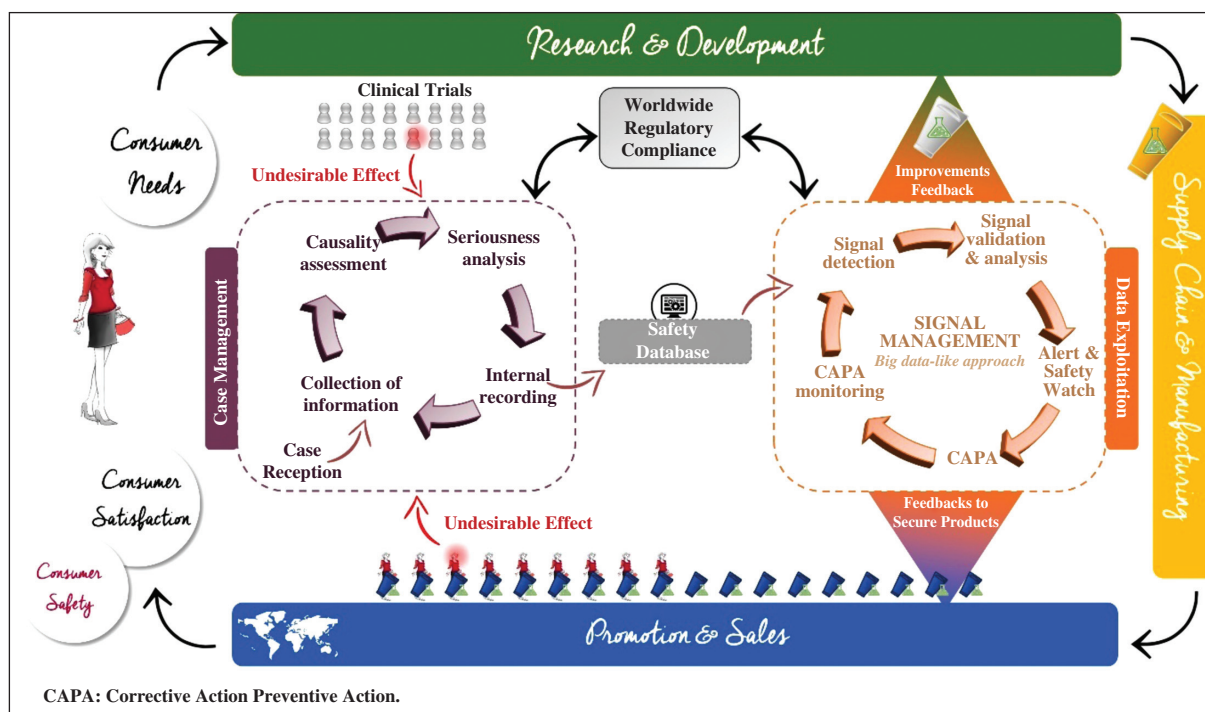 Research & Development
Clinical Trials
Worldwide
Regulatory
Compliance
Consumer
Needs
Undesirable Effect
Improvements
Feedback
Supply Chain & Manufacturing
Case Management
Causality
assessment
Seriousness
analysis
Collection of
information
Internal
recording
Case
Reception
Safety
Database
Signal
detection
Signal
validation
& analysis
SIGNAL
MANAGEMENT
Big data-like approach
CAPA
monitoring
Alert & Safety
Watch
CAPA
Data Exploitation
Consumer
Satisfaction
Consumer
Safety
Undesirable Effect
Feedbacks to
Secure Products
Promotion & Sales
CAPA: Corrective Action Preventive Action.